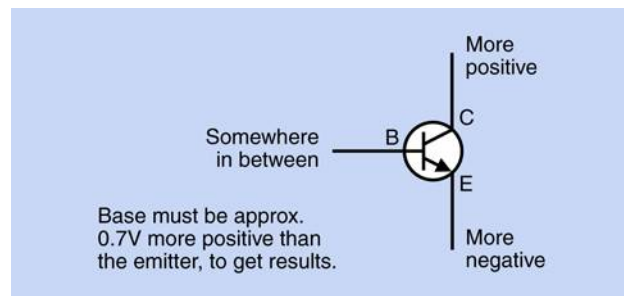 More
positive
C
Somewhere
in between
B
E
Base must be approx.
0.7V more positive than
the emitter, to get results.
More
negative